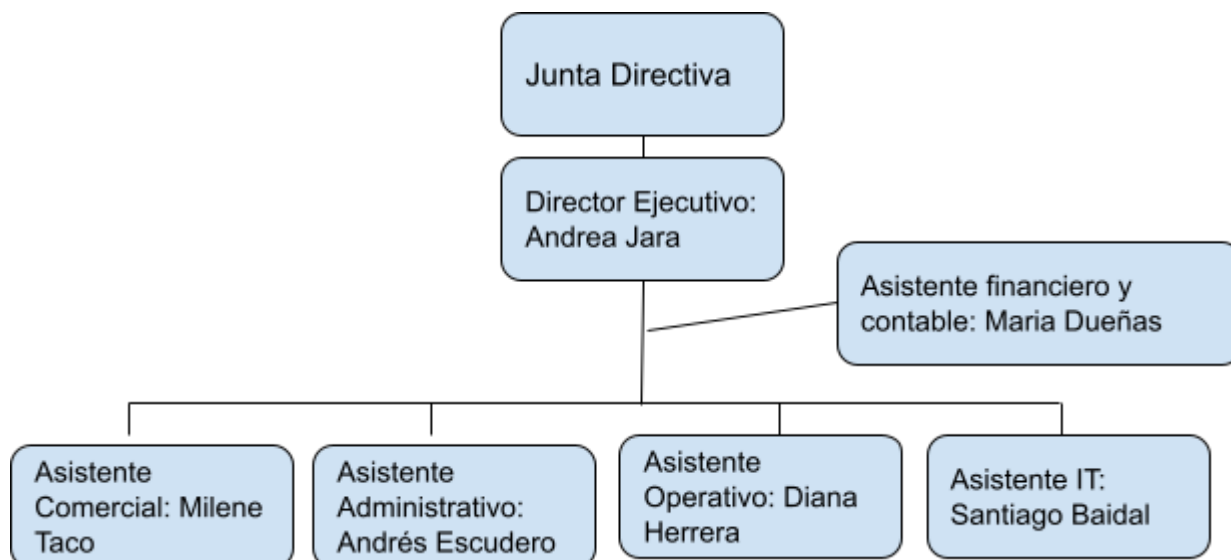 Junta Directiva
Director Ejecutivo:
Andrea Jara
Asistente financiero y
contable: Maria Dueñas
Asistente
Comercial: Milene
Taco
Asistente
Administrativo:
Andrés Escudero
Asistente
Operativo: Diana
Herrera
Asistente IT:
Santiago Baidal